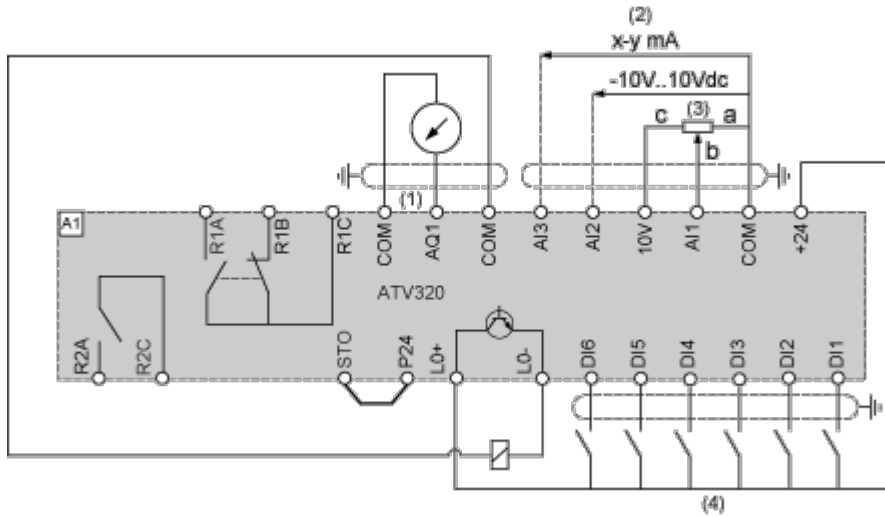 (2)
x-y mA
-10V..10Vdc
c (3) a
b
(1)
A1
R1A R1B R1C COM AQ1 COM AI3 AI2 10V AI1 COM +24
ATV320
R2A R2C STO P24 L0+ L0- DI6 DI5 DI4 DI3 DI2 DI1
(4)